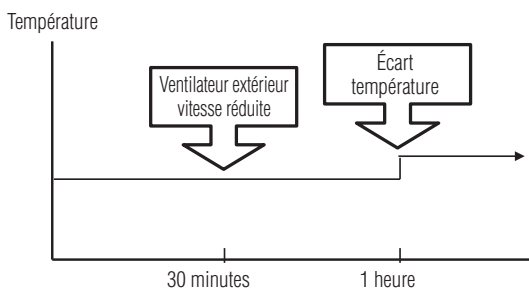 Température
Ventilateur extérieur
vitesse réduite
Écart
température
30 minutes
1 heure